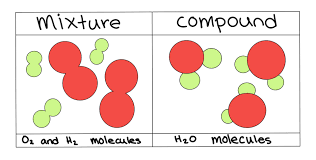 mixture
compound
O₂ and H₂ molecules
H₂O molecules